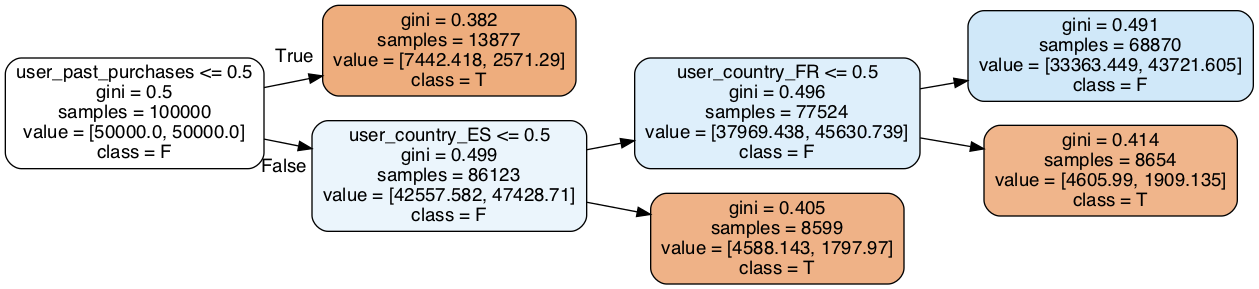 user_past_purchases <= 0.5
gini = 0.5
samples = 100000
value = [50000.0, 50000.0]
class = F
True
False
gini = 0.382
samples = 13877
value = [7442.418, 2571.29]
class = T
user_country_ES <= 0.5
gini = 0.499
samples = 86123
value = [42557.582, 47428.71]
class = F
user_country_FR <= 0.5
gini = 0.496
samples = 77524
value = [37969.438, 45630.739]
class = F
gini = 0.405
samples = 8599
value = [4588.143, 1797.97]
class = T
gini = 0.491
samples = 68870
value = [33363.449, 43721.605]
class = F
gini = 0.414
samples = 8654
value = [4605.99, 1909.135]
class = T